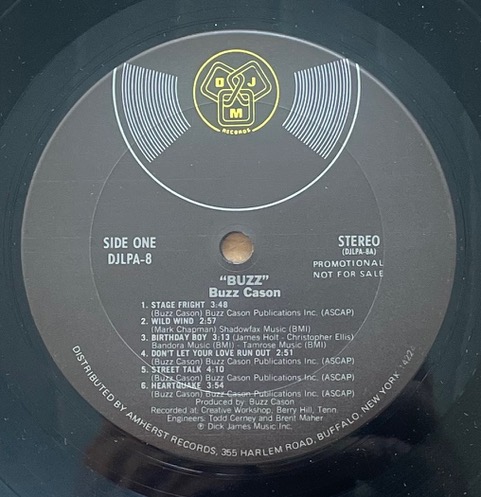 D J M
RECORDS
SIDE ONE
DJLPA-8
STEREO
(DJLPA-8A)
PROMOTIONAL
NOT FOR SALE
"BUZZ"
Buzz Cason
1. STAGE FRIGHT 3:48
(Buzz Cason) Buzz Cason Publications Inc. (ASCAP)
2. WILD WIND 2:57
(Mark Chapman) Shadowfax Music (BMI)
3. BIRTHDAY BOY 3:13 (James Holt - Christopher Ellis)
Bandora Music (BMI) - Tamrose Music (BMI)
4. DON'T LET YOUR LOVE RUN OUT 2:51
(Buzz Cason) Buzz Cason Publications Inc. (ASCAP)
5. STREET TALK 4:10
(Buzz Cason) Buzz Cason Publications Inc. (ASCAP)
6. HEARTQUAKE 3:54
(Buzz Cason) Buzz Cason Publications Inc. (ASCAP)
Produced by: Buzz Cason
Recorded at: Creative Workshop, Berry Hill, Tenn.
Engineers: Todd Cerney and Brent Maher
℗ Dick James Music Inc.
DISTRIBUTED BY AMHERST RECORDS, 355 HARLEM ROAD, BUFFALO, NEW YORK